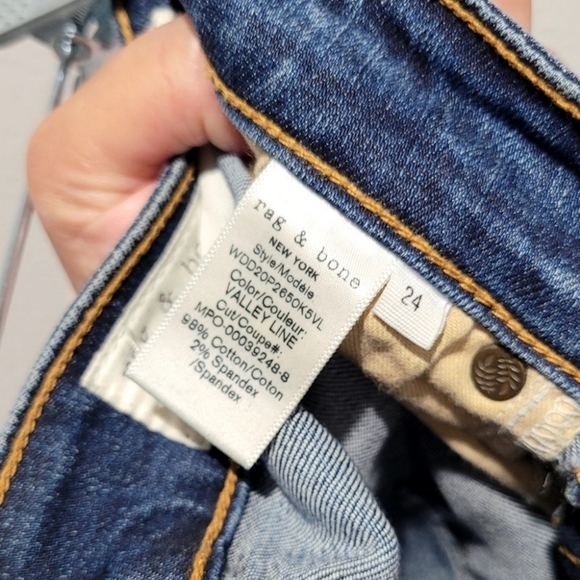 rag & bone
NEW YORK
Style/Modèle
WDD20P2650K5VL
Color/Couleur:
VALLEY LINE
Cut/Coupe#:
MPO-00039248-8
98% Cotton/Coton
2% Spandex
/Spandex
24